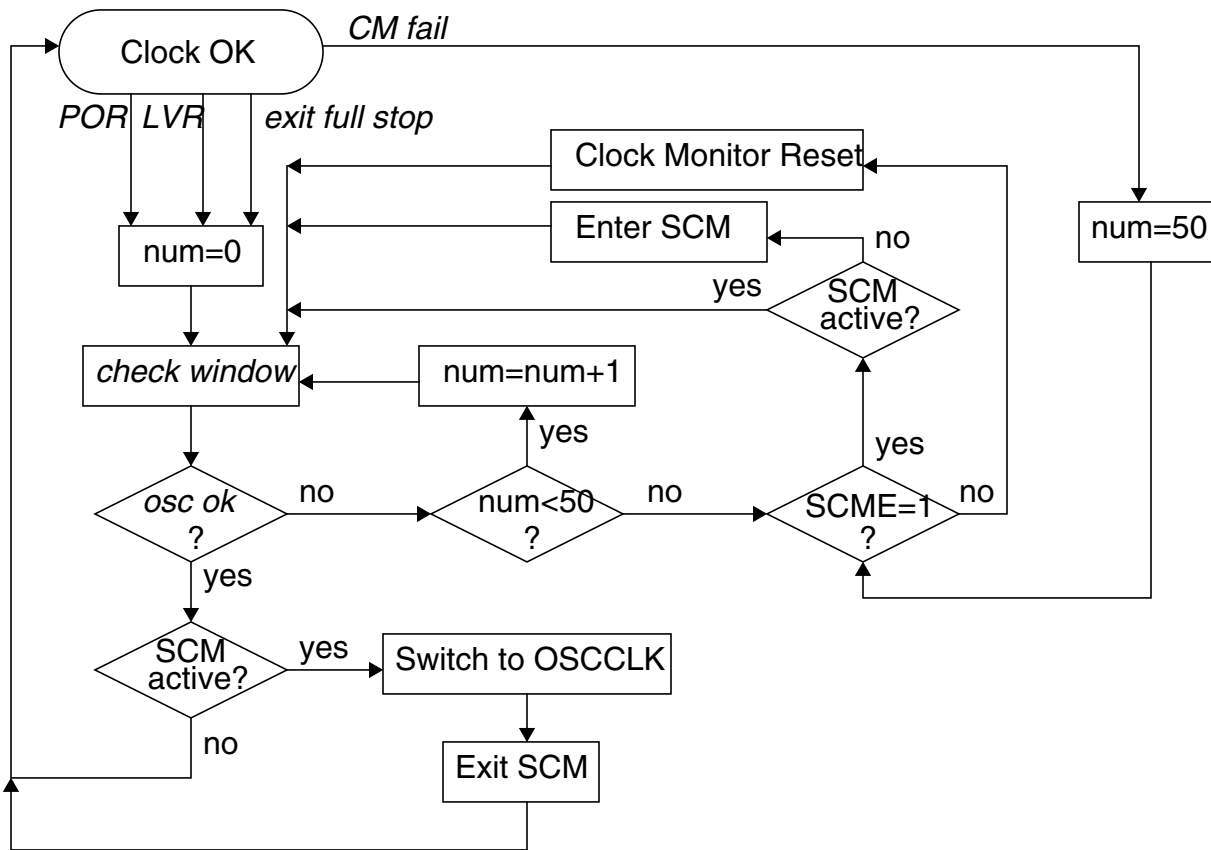 CM fail
Clock OK
POR LVR exit full stop
Clock Monitor Reset
Enter SCM
no
num=50
num=0
yes
SCM
active?
check window
num=num+1
yes
yes
osc ok
?
no
num<50
?
no
SCME=1
?
no
yes
SCM
active?
yes
Switch to OSCCLK
no
Exit SCM